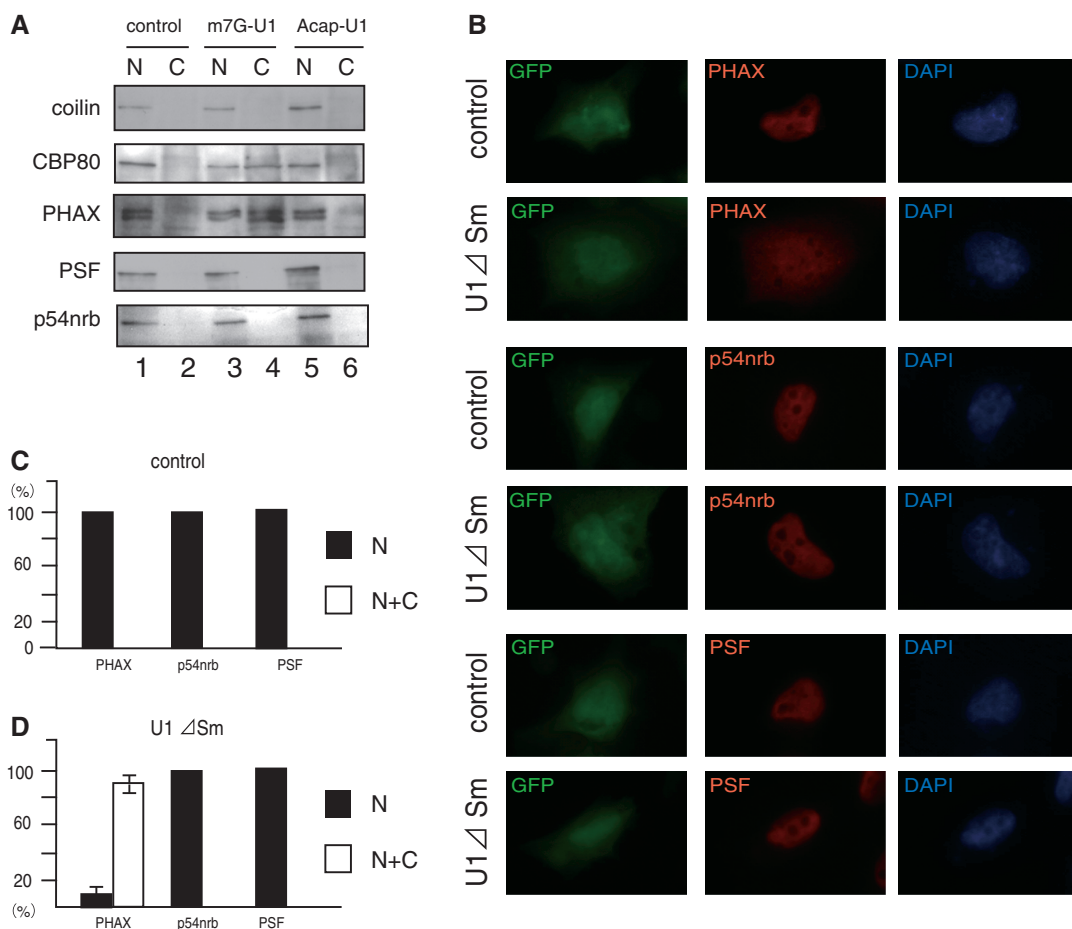 A
control m7G-U1 Acap-U1
N C N C N C
coilin
CBP80
PHAX
PSF
p54nrb
1 2 3 4 5 6
B
control
GFP
PHAX
DAPI
U1⊿Sm
GFP
PHAX
DAPI
control
GFP
p54nrb
DAPI
U1⊿Sm
GFP
p54nrb
DAPI
control
GFP
PSF
DAPI
U1⊿Sm
GFP
PSF
DAPI
C
control
(%)
100
60
20
0
PHAX p54nrb PSF
N
N+C
D
U1 ⊿Sm
100
60
20
(%)
PHAX p54nrb PSF
N
N+C